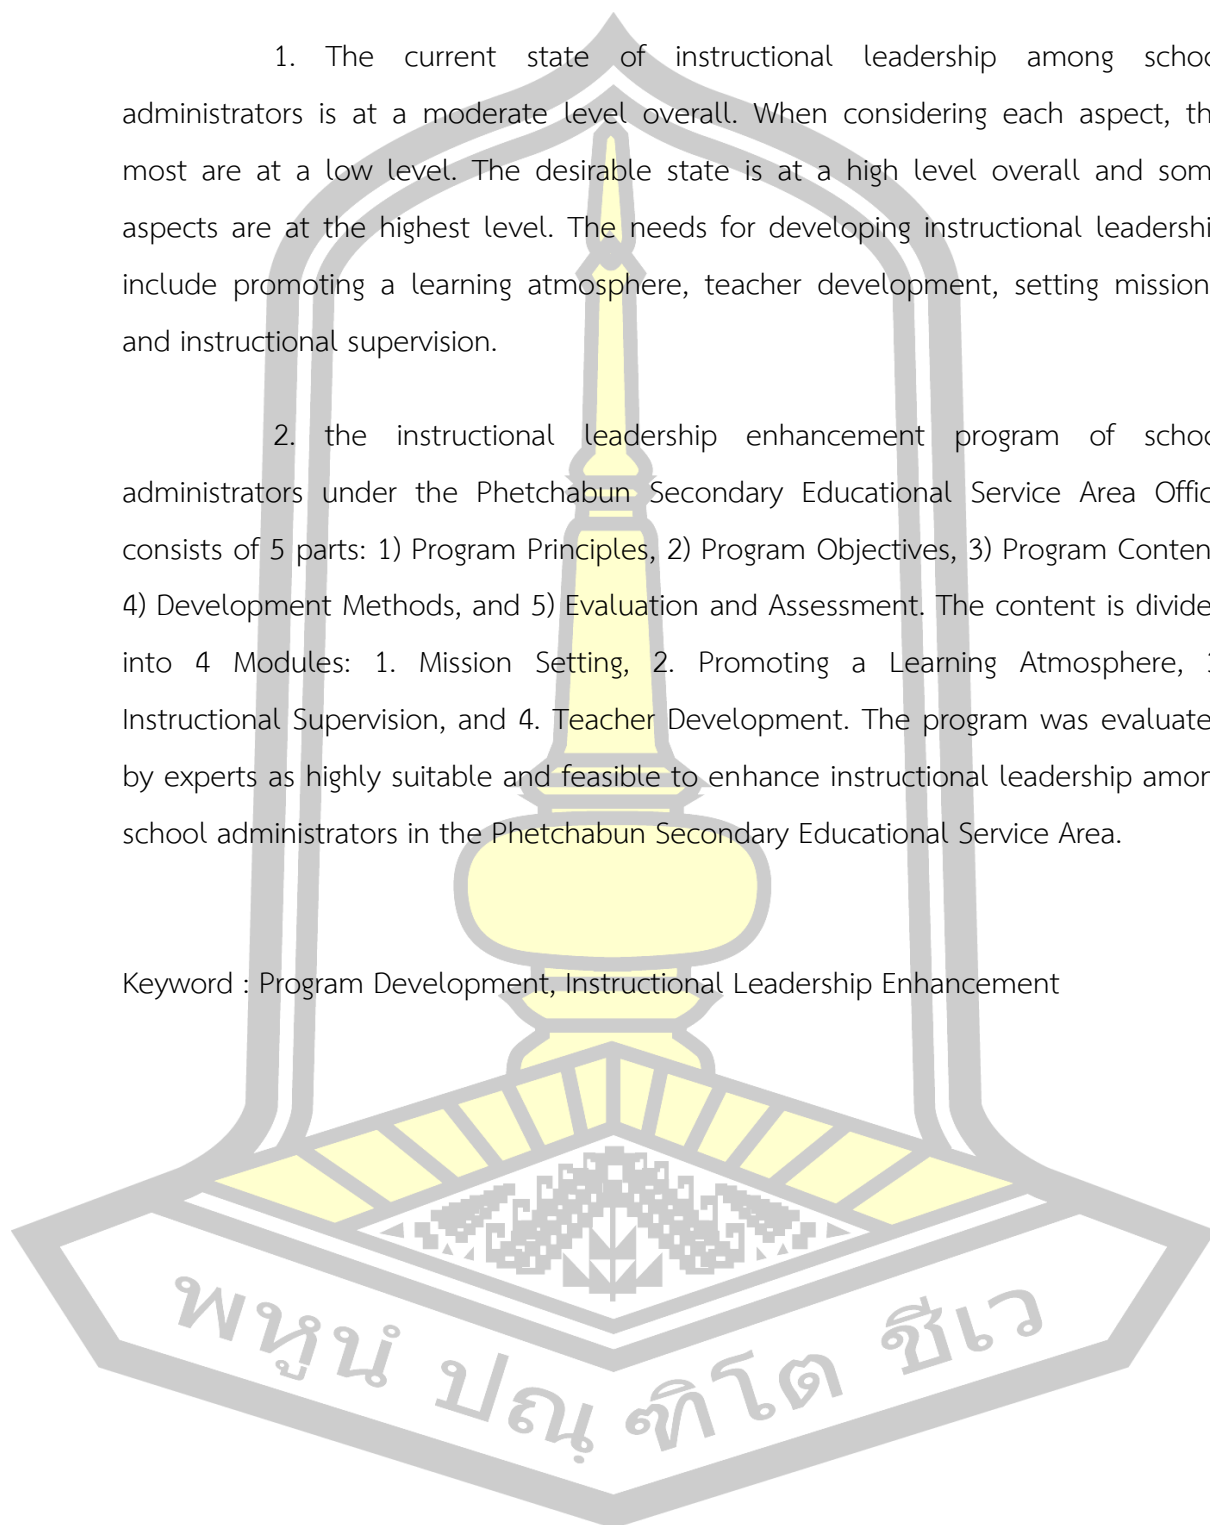 1. The current state of instructional leadership among schoo
administrators is at a moderate level overall. When considering each aspect, th
most are at a low level. The desirable state is at a high level overall and som
aspects are at the highest level. The needs for developing instructional leadershi
include promoting a learning atmosphere, teacher development, setting mission
and instructional supervision.
2. the instructional leadership enhancement program of schoo
administrators under the Phetchabun Secondary Educational Service Area Offic
consists of 5 parts: 1) Program Principles, 2) Program Objectives, 3) Program Conten
4) Development Methods, and 5) Evaluation and Assessment. The content is divide
into 4 Modules: 1. Mission Setting, 2. Promoting a Learning Atmosphere, 3
Instructional Supervision, and 4. Teacher Development. The program was evaluate
by experts as highly suitable and feasible to enhance instructional leadership amon
school administrators in the Phetchabun Secondary Educational Service Area.
Keyword : Program Development, Instructional Leadership Enhancement
พหูนํ ปณฺฑิโต ชีเว